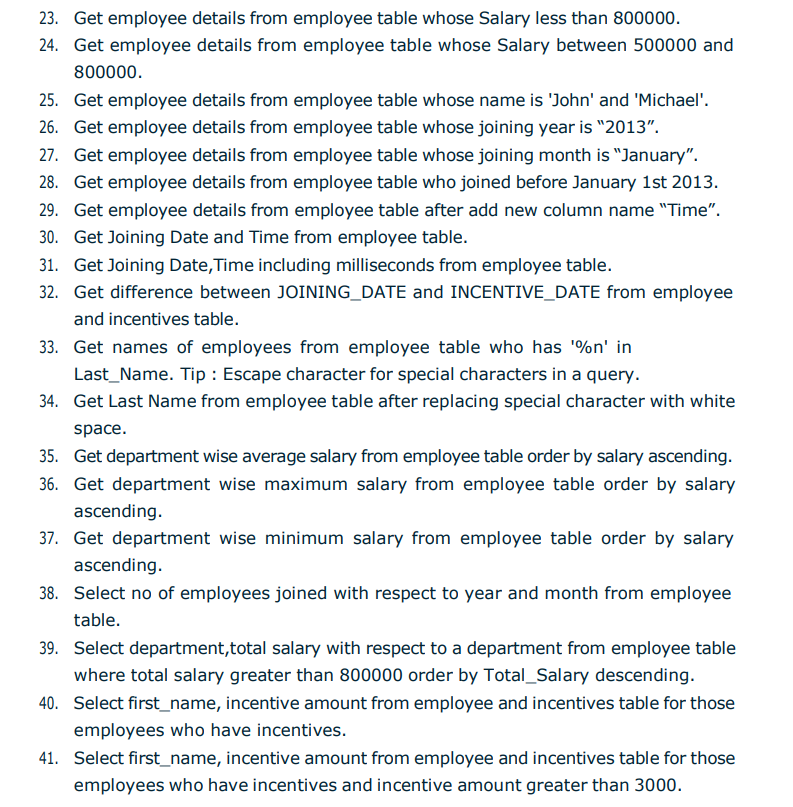 23. Get employee details from employee table whose Salary less than 800000.
24. Get employee details from employee table whose Salary between 500000 and
800000.
25. Get employee details from employee table whose name is 'John' and 'Michael'.
26. Get employee details from employee table whose joining year is “2013”.
27. Get employee details from employee table whose joining month is “January”.
28. Get employee details from employee table who joined before January 1st 2013.
29. Get employee details from employee table after add new column name “Time”.
30. Get Joining Date and Time from employee table.
31. Get Joining Date,Time including milliseconds from employee table.
32. Get difference between JOINING_DATE and INCENTIVE_DATE from employee
and incentives table.
33. Get names of employees from employee table who has '%n' in
Last_Name. Tip : Escape character for special characters in a query.
34. Get Last Name from employee table after replacing special character with white
space.
35. Get department wise average salary from employee table order by salary ascending.
36. Get department wise maximum salary from employee table order by salary
ascending.
37. Get department wise minimum salary from employee table order by salary
ascending.
38. Select no of employees joined with respect to year and month from employee
table.
39. Select department,total salary with respect to a department from employee table
where total salary greater than 800000 order by Total_Salary descending.
40. Select first_name, incentive amount from employee and incentives table for those
employees who have incentives.
41. Select first_name, incentive amount from employee and incentives table for those
employees who have incentives and incentive amount greater than 3000.